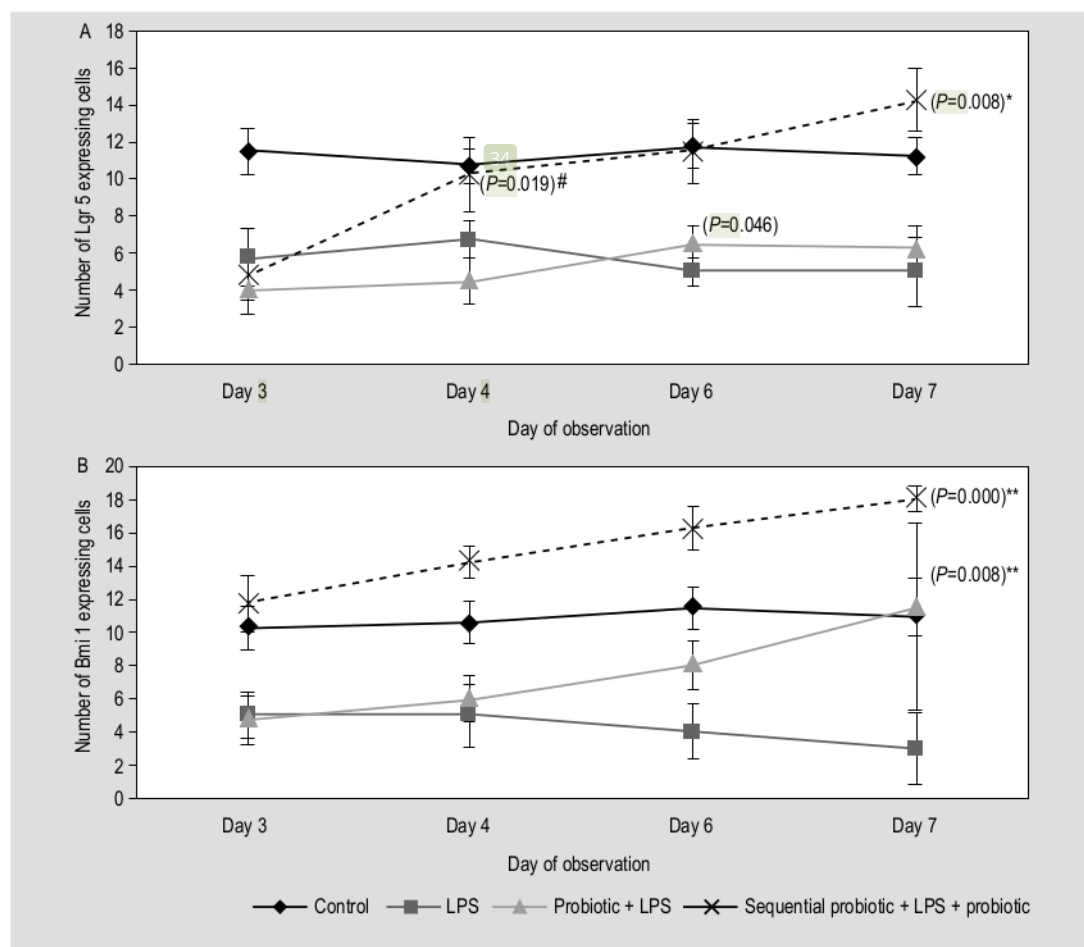 A
18
16
14
12
10
8
6
4
2
0
Number of Lgr 5 expressing cells
(P=0.008)*
34
(P=0.019)#
(P=0.046)
Day 3 Day 4 Day 6 Day 7
Day of observation
B
20
18
16
14
12
10
8
6
4
2
0
Number of Bmi 1 expressing cells
(P=0.000)**
(P=0.008)**
Day 3 Day 4 Day 6 Day 7
Day of observation
Control LPS Probiotic + LPS Sequential probiotic + LPS + probiotic